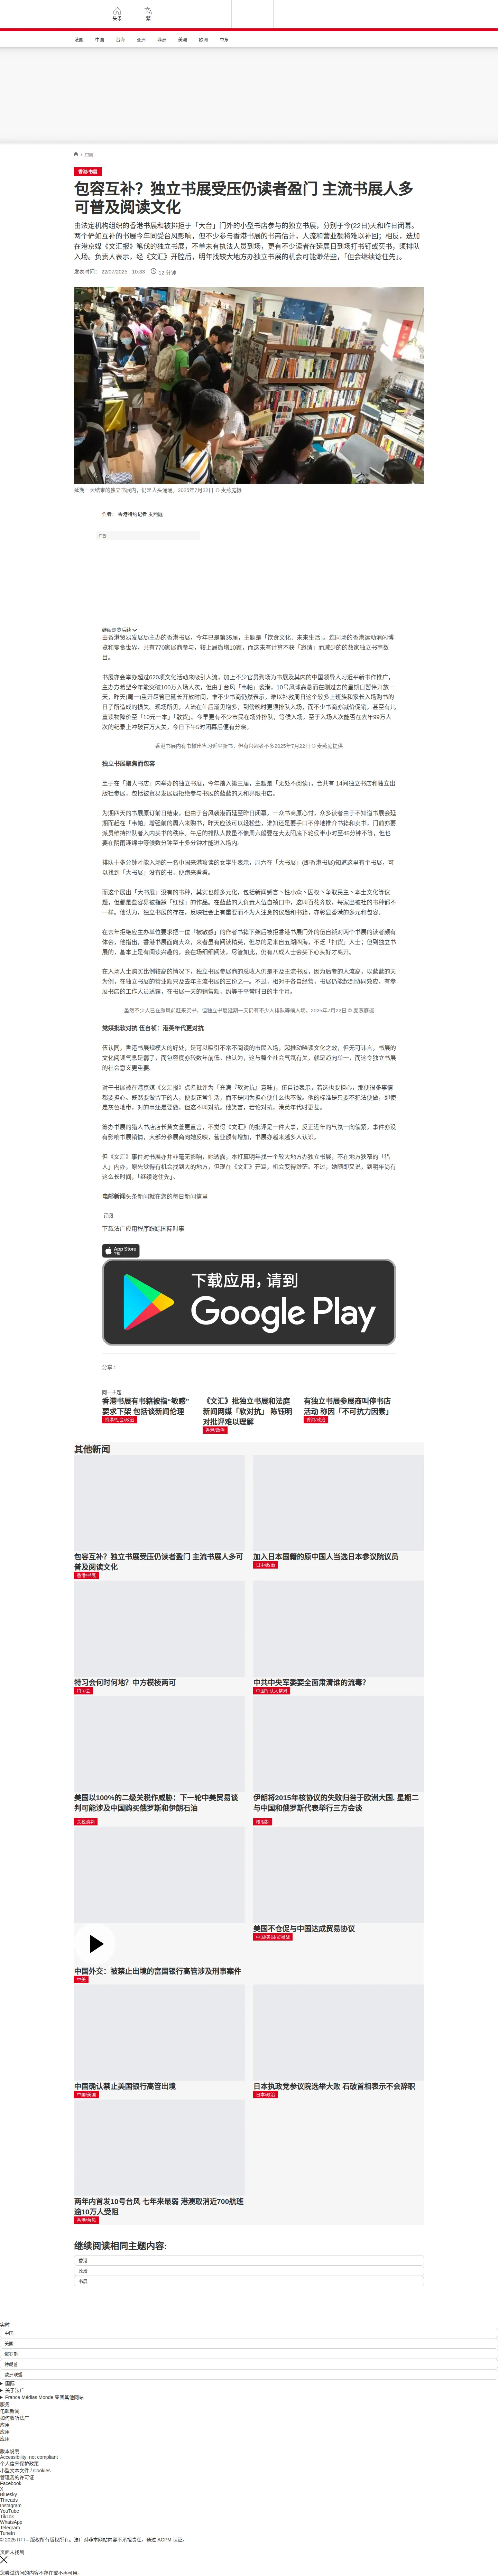 头条
繁
法国
中国
台海
亚洲
非洲
美洲
欧洲
中东
/ 法国
香港/书展
包容互补？独立书展受压仍读者盈门 主流书展人多可普及阅读文化
由法定机构组织的香港书展和被排拒于「大台」门外的小型书店参与的独立书展，分别于今(22日)天和昨日闭幕。两个俨如互补的书展今年同受台风影响，但有不少参与香港书展的书商估计，人流和营业额将难以补回；相反，迭加在港京媒《文汇报》笔伐的独立书展，不单未有执法人员到场，更有不少读者在延展日到场打书钉或买书，须排队入场。负责人表示，经《文汇》开腔后，明年找较大地方办独立书展的机会可能渺茫些，「但会继续这住先」。
发表时间： 22/07/2025 - 10:33
12 分钟
延期一天结束的独立书展内，仍是人头涌涌。2025年7月22日 © 麦燕庭摄
作者： 香港特约记者 麦燕庭
广告
继续浏览后续
由香港贸易发展局主办的香港书展，今年已是第35届，主题是「饮食文化．未来生活」。连同场的香港运动消闲博览和零食世界，共有770家展商参与，较上届微增10家，而这未有计算不获「邀请」而减少的的数家独立书商数目。
书展亦会举办超过620项文化活动来吸引人流，加上不少官员到场为书展及其内的中国领导人习近平新书作推广，主办方希望今年能突破100万人场入次，但由于台风「韦帕」袭港，10号风球高悬而在刚过去的星期日暂停开放一天，昨天(周一)重开尽管已延长开放时间，惟不少书商仍然表示，难以补救周日这个较多上班族和家长入场购书的日子所造成的损失。现场所见，人流在午后渐见增多，到傍晚时更须排队入场，而不少书商亦减价促销，甚至有儿童读物降价至「10元一本」「散货」。今早更有不少市民在场外排队，等候入场。至于入场人次能否在去年99万人次的纪录上冲破百万大关，今日下午5时闭幕后便有分晓。
香港书展内有书摊出售习近平新书，但有兴趣者不多2025年7月22日 © 麦燕庭提供
独立书展聚焦而包容
至于在「猎人书店」内举办的独立书展，今年踏入第三届，主题是「无处不阅读」，合共有 14间独立书店和独立出版社参展，包括被贸易发展局拒绝参与书展的蓝蓝的天和界限书店。
为期四天的书展原订前日结束，但由于台风袭港而延至昨日闭幕。一众书商原心忖，众多读者由于不知道书展会延期而赶在「韦帕」增强前的周六来购书，昨天应该可以轻松些，谁知还是要手口不停地推介书籍和卖书，门前亦要派员维持排队者入内买书的秩序。午后的排队人数虽不像周六般要在大太阳底下轮侯半小时至45分钟不等，但也要在阴雨连绵中等候数分钟至十多分钟才能进入场内。
排队十多分钟才能入场的一名中国来港攻读的女学生表示，周六在「大书展」(即香港书展)知道这里有个书展，可以找到「大书展」没有的书，便跑来看看。
而这个展出「大书展」没有的书种，其实也颇多元化，包括新闻感言丶性小众丶囚权丶争取民主丶本土文化等议题，但都是些容易被指踩「红线」的作品。在蓝蓝的天负责人伍自祯口中，这叫百花齐放，每家出被社的书种都不一样。他认为，独立书展的存在，反映社会上有重要而不为人注意的议题和书籍，亦彰显香港的多元和包容。
在去年拒绝应主办单位要求把一位「被敏感」的作者书籍下架后被拒香港书展门外的伍自祯对两个书展的读者颇有体会，他指出，香港书展面向大众，来者虽有阅读精英，但总的是来自五湖四海，不乏「扫货」人士；但到独立书展的，基本上是有阅读兴趣的，会在场细细阅读。尽管如此，仍有八成人士会买下心头好才离开。
在入场人士购买比例较高的情况下，独立书展参展商的总收入仍是不及主流书展，因为后者的人流高，以蓝蓝的天为例，在独立书展的营业额只及去年主流书展的三份之一。不过，相对于各自经营，书展仍能起到协同效应，有参展书店的工作人员透露，在书展一天的销售额，约等于平常时日的半个月。
虽然不少人已在飓风前赶来买书，但独立书展延期一天仍有不少人排队等候入场。2025年7月22日 © 麦燕庭摄
党媒批软对抗 伍自祯：港英年代更对抗
伍认同，香港书展规模大的好处，是可以吸引不常不阅读的市民入场，起推动晓读文化之效，但无可讳言，书展的文化阅读气息是弱了，而包容度亦较数年前低。他认为，这与整个社会气氛有关，就是趋向单一，而这令独立书展的社会意义更重要。
对于书展被在港京媒《文汇报》点名批评为「充满『软对抗』意味」，伍自祯表示，若这也要担心，那便很多事情都要担心。既然要做留下的人，便要正常生活，而不是因为担心便什么也不做。他的标准是只要不犯法便做，即使是灰色地带，对的事还是要做，但这不叫对抗。他笑言，若论对抗，港英年代时更甚。
筹办书展的猎人书店店长黄文萱更直言，不觉得《文汇》的批评是一件大事，反正近年的气氛一向偏紧。事件亦没有影响书展销情，大部分参展商向她反映，营业额有增加，书展亦越来越多人认识。
但《文汇》事件对书展亦并非毫无影响，她透露，本打算明年找一个较大地方办独立书展，不在地方狭窄的「猎人」内办，原先觉得有机会找到大的地方，但现在《文汇》开骂，机会变得渺茫。不过，她随即又说，到明年尚有这么长时间，「继续这住先」。
电邮新闻头条新闻就在您的每日新闻信里
订阅
下载法广应用程序跟踪国际时事
App Store 下载
下载应用，请到
Google Play
分享 :
同一主题
香港书展有书籍被指“敏感” 要求下架 包括谈新闻伦理
香港/社会/政治
《文汇》批独立书展和法庭新闻网媒「软对抗」 陈钰明对批评难以理解
香港/政治
有独立书展参展商叫停书店活动 称因「不可抗力因素」
香港/政治
其他新闻
包容互补？独立书展受压仍读者盈门 主流书展人多可普及阅读文化
香港/书展
加入日本国籍的原中国人当选日本参议院议员
日中/政治
特习会何时何地？中方模棱两可
特习会
中共中央军委要全面肃清谁的流毒？
中国军队大整肃
美国以100%的二级关税作威胁：下一轮中美贸易谈判可能涉及中国购买俄罗斯和伊朗石油
关税谈判
伊朗将2015年核协议的失败归咎于欧洲大国, 星期二与中国和俄罗斯代表举行三方会谈
核限制
中国外交：被禁止出境的富国银行高管涉及刑事案件
中美
美国不仓促与中国达成贸易协议
中国/美国/贸易战
中国确认禁止美国银行高管出境
中国/美国
日本执政党参议院选举大败 石破首相表示不会辞职
日本/政治
两年内首发10号台风 七年来最弱 港澳取消近700航班逾10万人受阻
香港/台风
继续阅读相同主题内容:
香港
政治
书展
实时
中国
美国
俄罗斯
特朗普
欧洲联盟
国际
关于法广
France Médias Monde 集团其他网站
服务
电邮新闻
如何收听法广
应用
应用
应用
版本说明
Accessibility: not compliant
个人信息保护政策
小型文本文件 / Cookies
管理我的许可证
Facebook
X
Bluesky
Threads
Instagram
YouTube
TikTok
WhatsApp
Telegram
TuneIn
© 2025 RFI – 版权所有版权所有。法广对非本网站内容不承担责任。通过 ACPM 认证。
页面未找到
您尝试访问的内容不存在或不再可用。